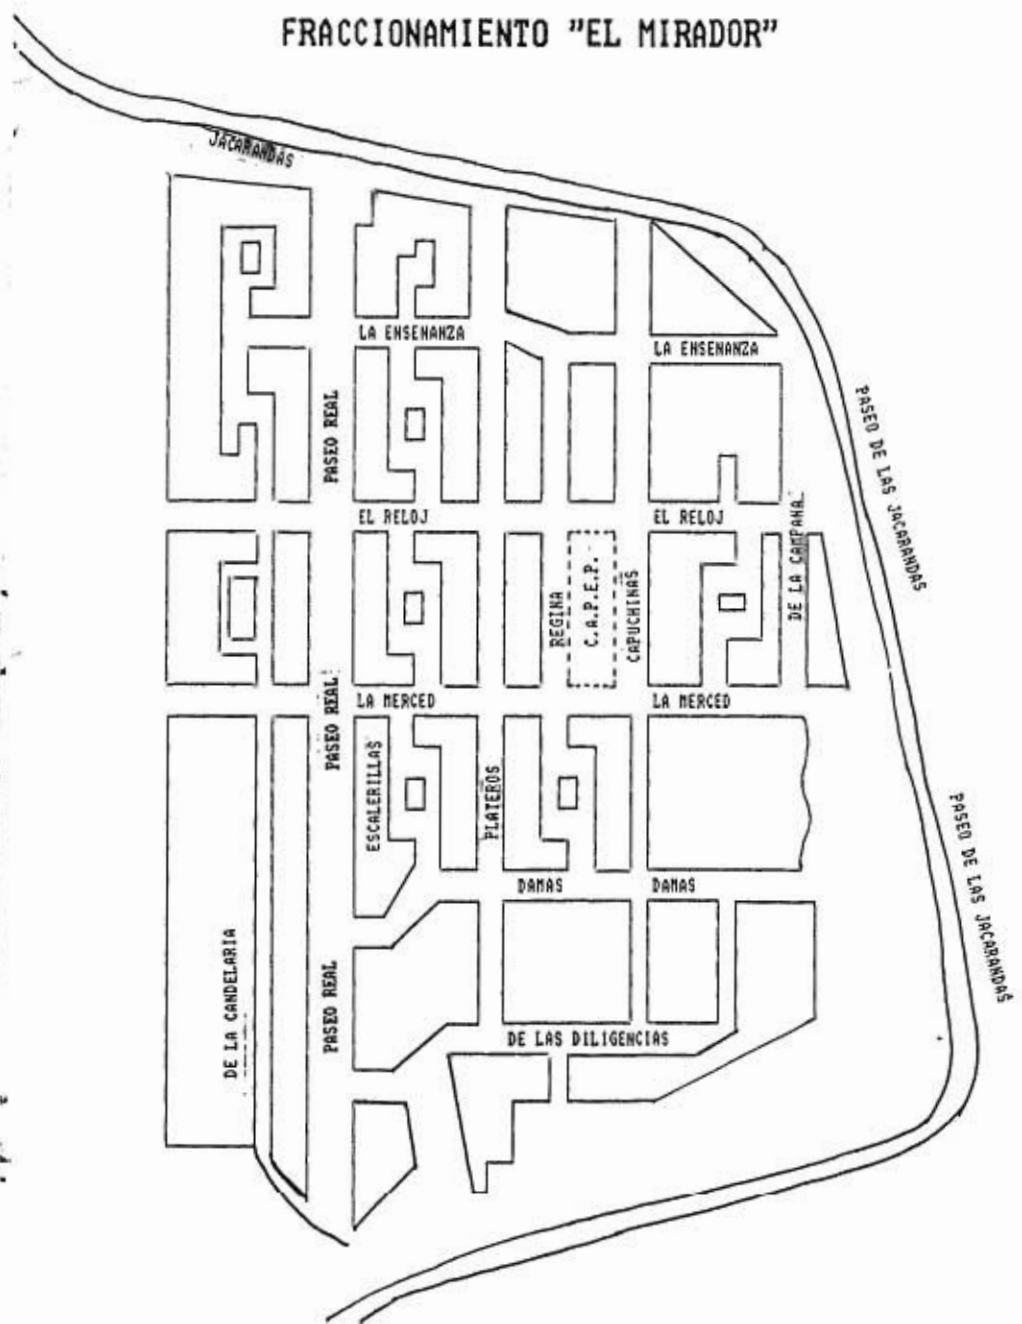 FRACCIONAMIENTO "EL MIRADOR"
JACARANDAS
LA ENSENANZA
LA ENSENANZA
PASEO REAL
PASEO DE LAS JACARANDAS
EL RELOJ
EL RELOJ
DE LA CAMPANA
REGINA
C.A.P.E.P.
CAPUCHINAS
PASEO REAL
LA MERCED
LA MERCED
ESCALERILLAS
PLATEROS
PASEO DE LAS JACARANDAS
DAMAS
DAMAS
DE LA CANDELARIA
PASEO REAL
DE LAS DILIGENCIAS